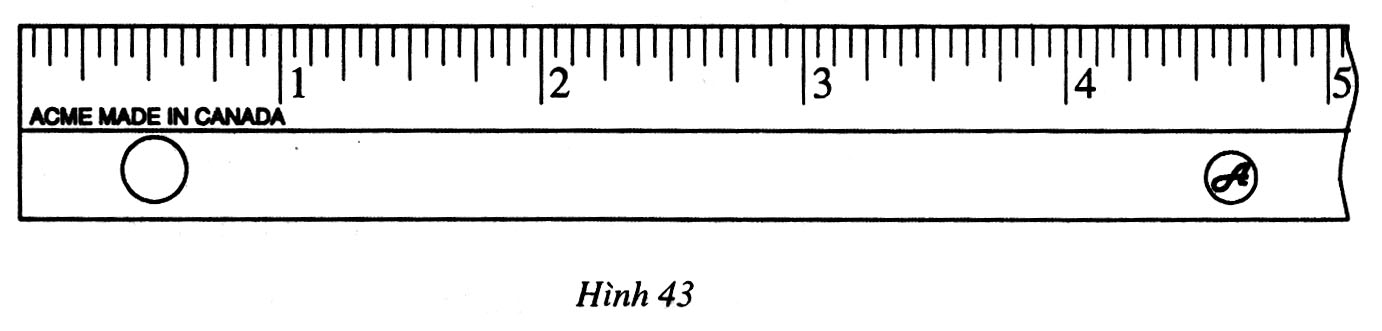 1 2 3 4 5
ACME MADE IN CANADA
A
Hình 43